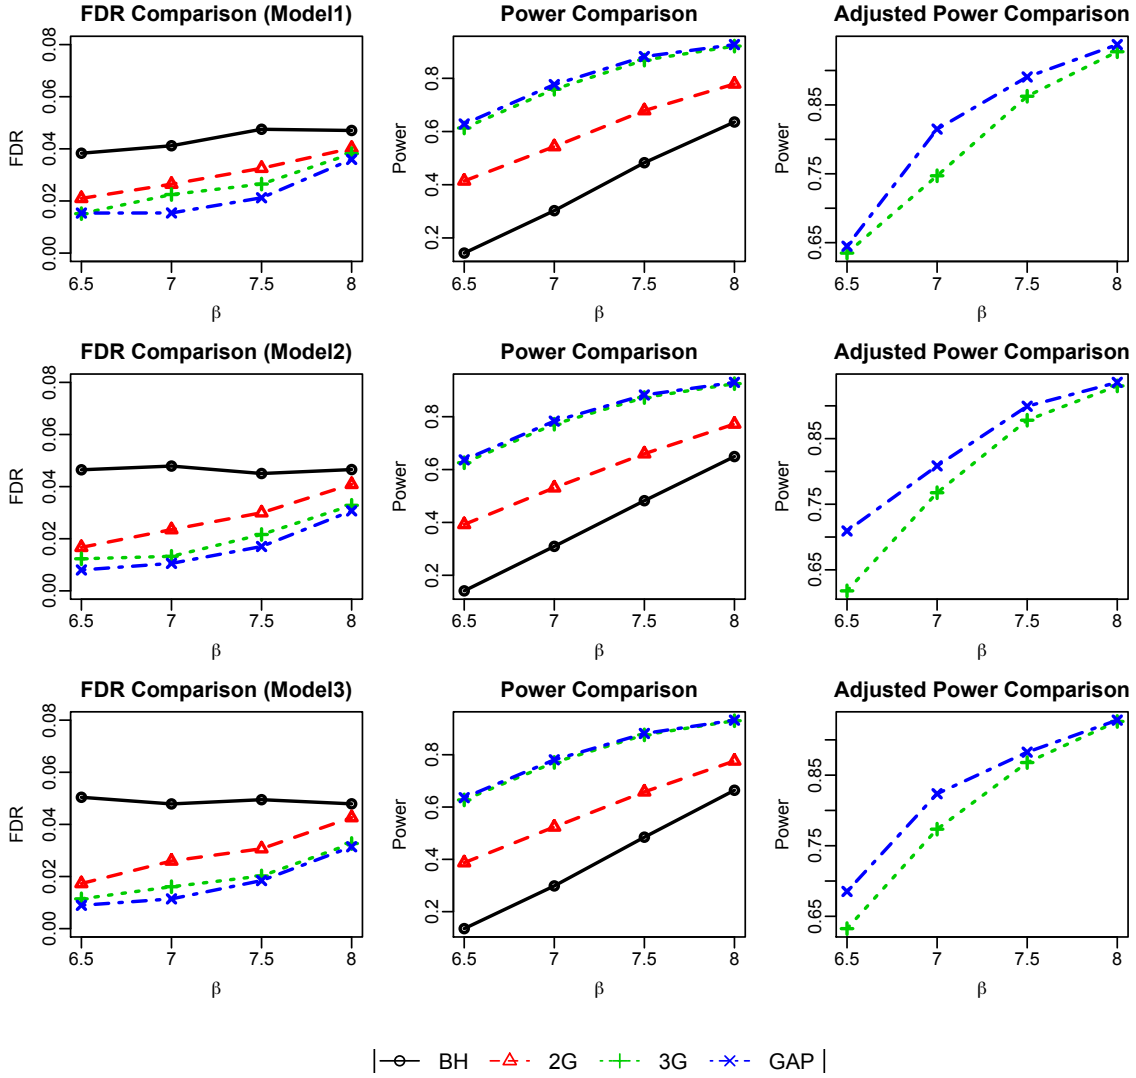 FDR Comparison (Model1)
Power Comparison
Adjusted Power Comparison
FDR
0.00 0.02 0.04 0.06 0.08
6.5 7 7.5 8
β
Power
0.2 0.4 0.6 0.8
6.5 7 7.5 8
β
Power
0.65 0.75 0.85
6.5 7 7.5 8
β
FDR Comparison (Model2)
Power Comparison
Adjusted Power Comparison
FDR
0.00 0.02 0.04 0.06 0.08
6.5 7 7.5 8
β
Power
0.2 0.4 0.6 0.8
6.5 7 7.5 8
β
Power
0.65 0.75 0.85
6.5 7 7.5 8
β
FDR Comparison (Model3)
Power Comparison
Adjusted Power Comparison
FDR
0.00 0.02 0.04 0.06 0.08
6.5 7 7.5 8
β
Power
0.2 0.4 0.6 0.8
6.5 7 7.5 8
β
Power
0.65 0.75 0.85
6.5 7 7.5 8
β
BH 2G 3G GAP